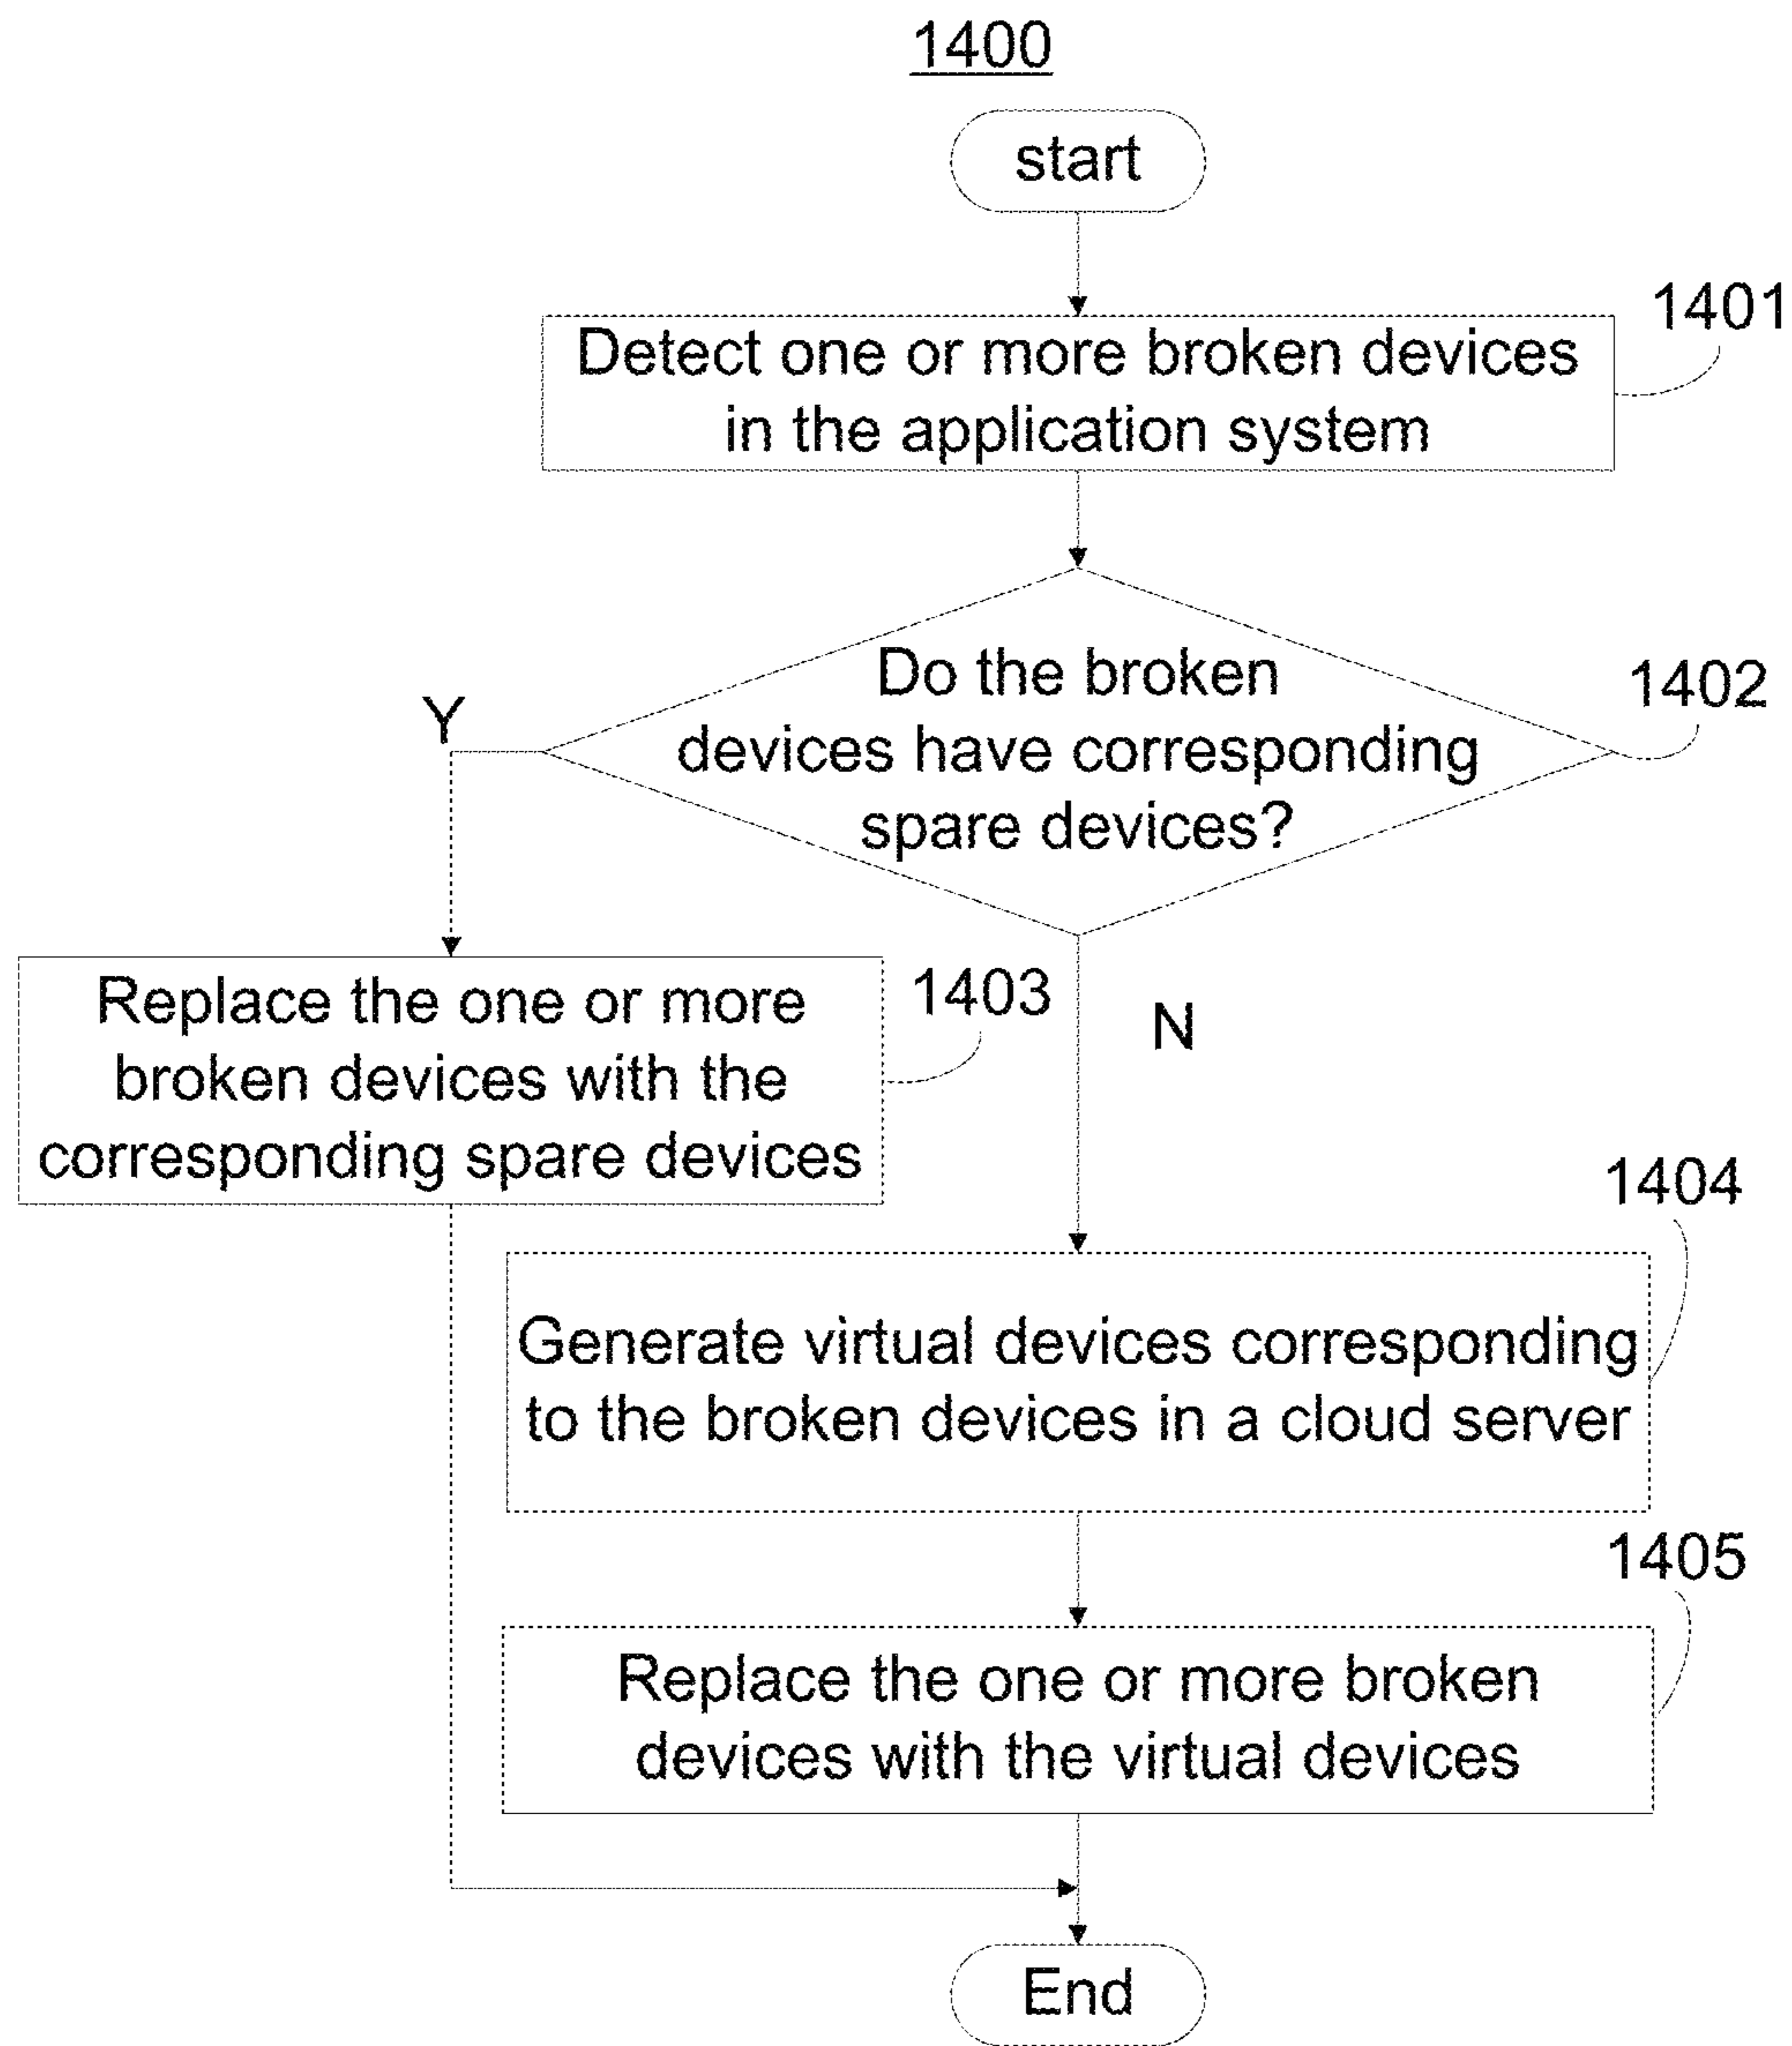 1400
start
1401
Detect one or more broken devices
in the application system
1402
Do the broken
devices have corresponding
spare devices?
Y
N
1403
Replace the one or more
broken devices with the
corresponding spare devices
1404
Generate virtual devices corresponding
to the broken devices in a cloud server
1405
Replace the one or more broken
devices with the virtual devices
End